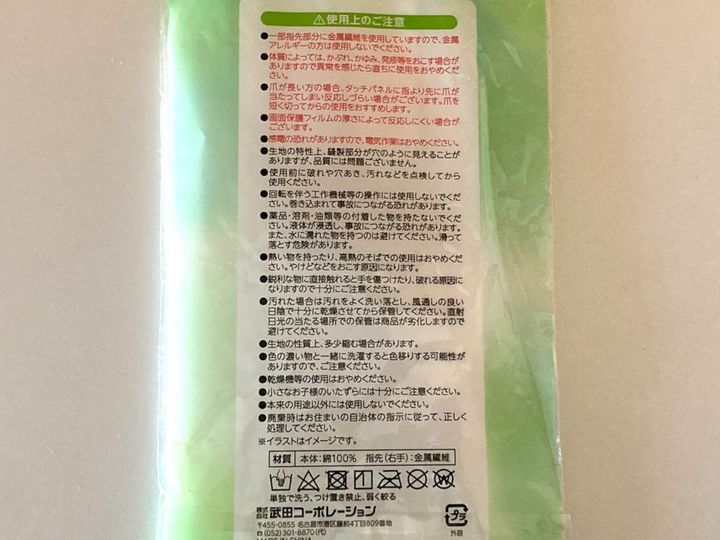 ⚠使用上のご注意
●一部指先部分に金属繊維を使用していますので、金属
アレルギーの方は使用しないでください。
●体質によっては、かぶれ、かゆみ、発疹等をおこす場合が
ありますので異常を感じたら直ちに使用をおやめくだ
さい。
●爪が長い方の場合、タッチパネルに指より先に爪が
当たってしまい反応しづらい場合がございます。爪を
短く切ってからの使用をおすすめします。
●画面保護フィルムの厚さによって反応しにくい場合が
ございます。
●感電の恐れがありますので、電気作業はおやめください。
●生地の特性上、縫製部分が穴のように見えることが
ありますが、品質には問題ございません。
●使用前に破れや穴あき、汚れなどを点検してから
使用ください。
●回転を伴う工作機械等の操作には使用しないでくだ
さい。巻き込まれて事故につながる恐れがあります。
●薬品・溶剤・油類等の付着した物を持たないでくだ
さい。液体が浸透し、事故につながる恐れがあります。
また、水に濡れた物を持つのは避けてください。滑って
落とす危険があります。
●熱い物を持ったり、高熱のそばでの使用はおやめくだ
さい。やけどなどをおこす原因になります。
●鋭利な物に直接触れると手を傷つけたり、破れる原因に
なりますので十分にご注意ください。
●汚れた場合は汚れをよく洗い落とし、風通しの良い
日陰で十分に乾燥させてから保管してください。直射
日光の当たる場所での保管は商品が劣化しますので
避けてください。
●生地の性質上、多少縮む場合があります。
●色の濃い物と一緒に洗濯すると色移りする可能性が
ありますので、ご注意ください。
●乾燥機等の使用はおやめください。
●小さなお子様のいたずらには十分にご注意ください。
●本来の用途以外には使用しないでください。
●廃棄時はお住まいの自治体の指示に従って、正しく
処理してください。
※イラストはイメージです。
材質 本体:綿100% 指先(右手):金属繊維
単独で洗う、つけ置き禁止、弱く絞る
株式会社 武田コーポレーション
〒455-0855 名古屋市港区藤前4丁目809番地
☎(052)301-8870(代)
MADE IN CHINA
プラ
外装